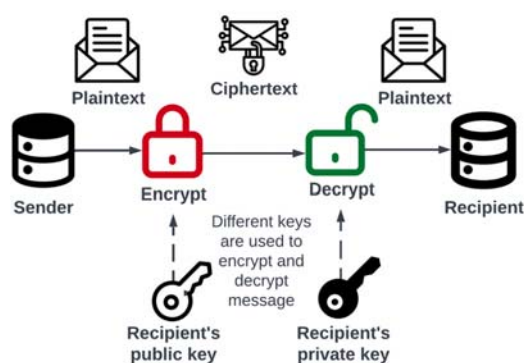 Plaintext
Ciphertext
Plaintext
Sender
Encrypt
Decrypt
Recipient
Different keys
are used to
encrypt and
decrypt
message
Recipient's
public key
Recipient's
private key